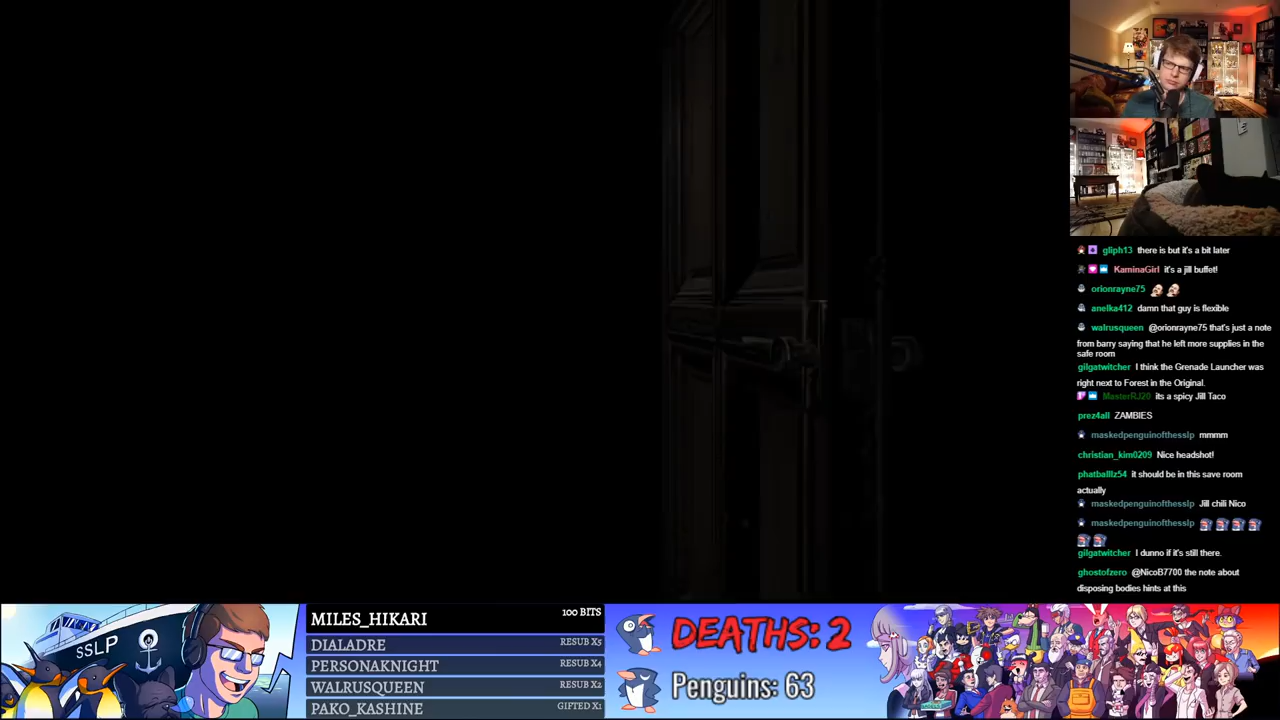 gliph13 there is but it's a bit later
KaminaGirl it's a jill buffet!
orionrayne75
anelka412 damn that guy is flexible
walrusqueen @orionrayne75 that's just a note
from barry saying that he left more supplies in the
safe room
gilgatwitcher I think the Grenade Launcher was
right next to Forest in the Original.
MasterRJ20 its a spicy Jill Taco
prez4all ZAMBIES
maskedpenguinofthesslp mmmm
christian_kim0209 Nice headshot!
phatballlz54 it should be in this save room
actually
maskedpenguinofthesslp Jill chili Nico
maskedpenguinofthesslp
gilgatwitcher I dunno if it's still there.
ghostofzero @NicoB7700 the note about
disposing bodies hints at this
SSLP
MILES_HIKARI 100 BITS
DIALADRE RESUB X5
PERSONAKNIGHT RESUB X4
WALRUSQUEEN RESUB X2
PAKO_KASHINE GIFTED X1
DEATHS: 2
Penguins: 63